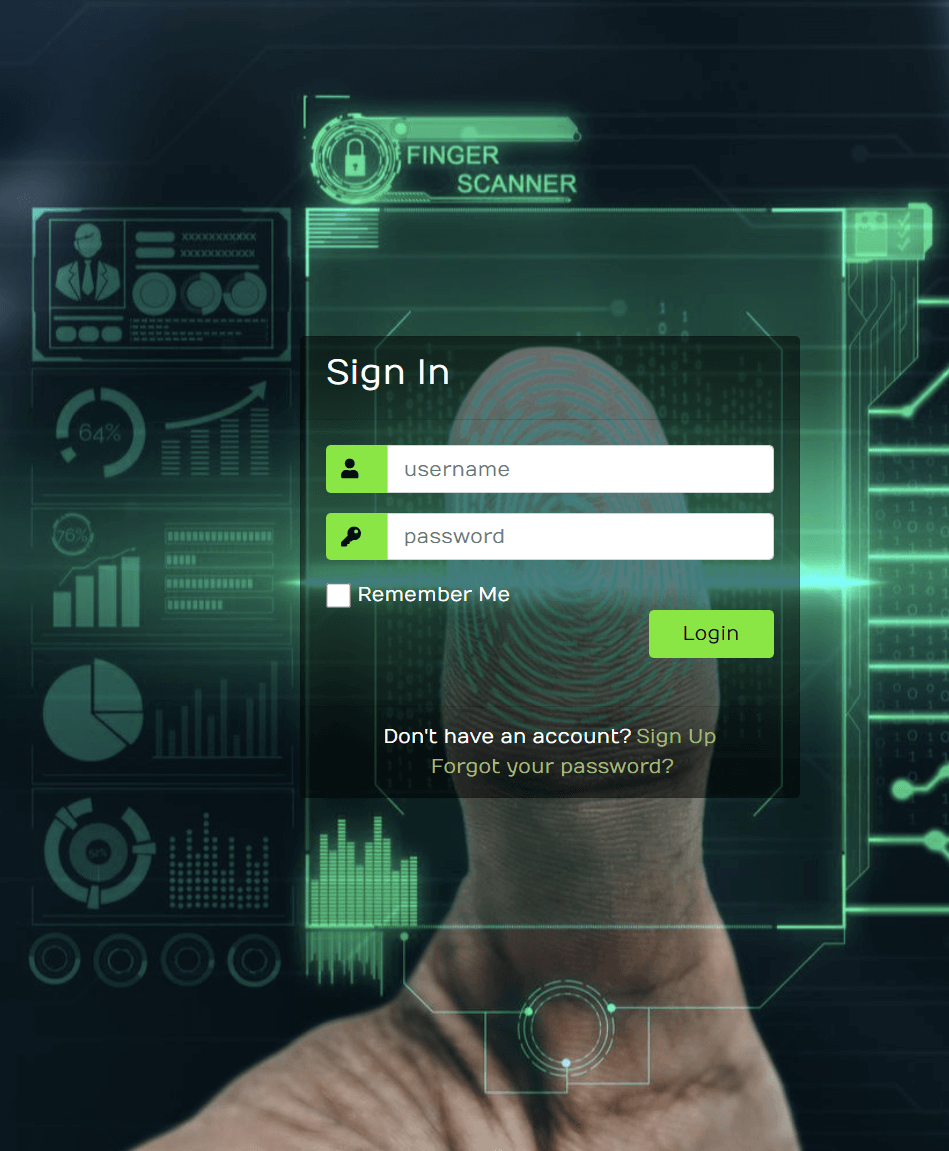 FINGER
SCANNER
XXXXXXXXXXX
XXXXXXXXXXX
64%
76%
Sign In
username
password
Remember Me
Login
Don't have an account? Sign Up
Forgot your password?